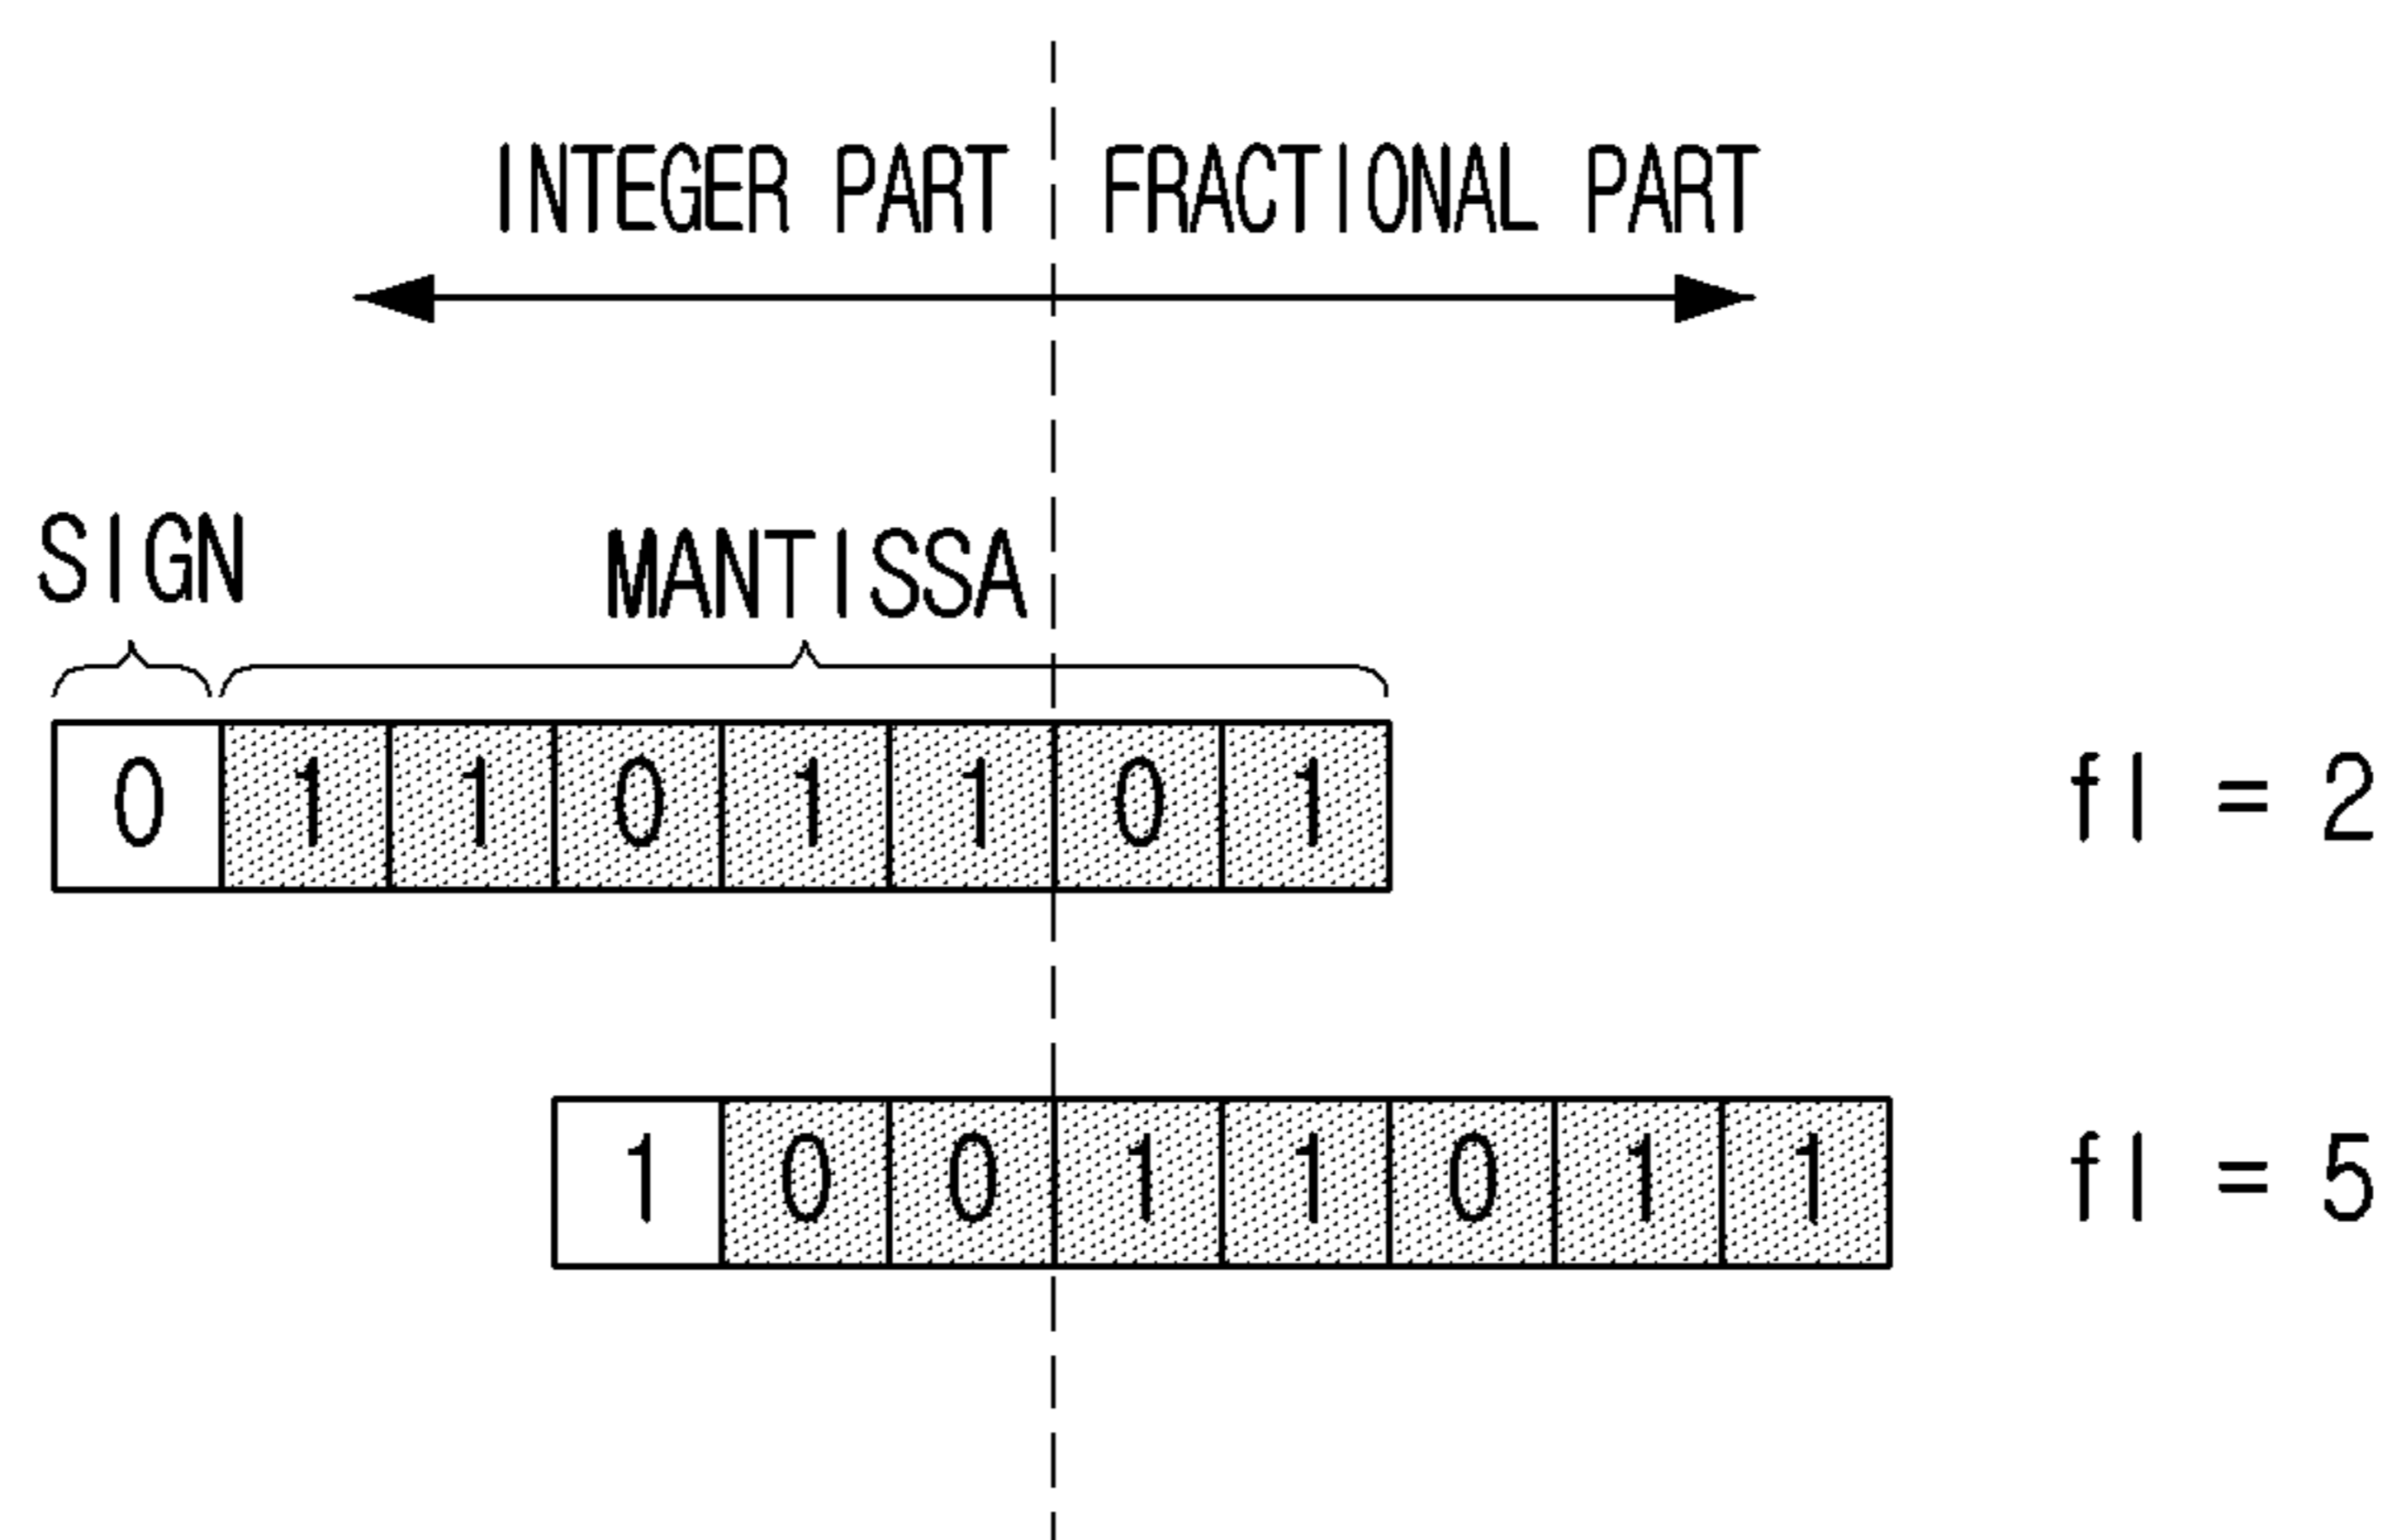 INTEGER PART FRACTIONAL PART
SIGN MANTISSA
0 1 1 0 1 1 0 1 fl = 2
1 0 0 1 1 0 1 1 fl = 5